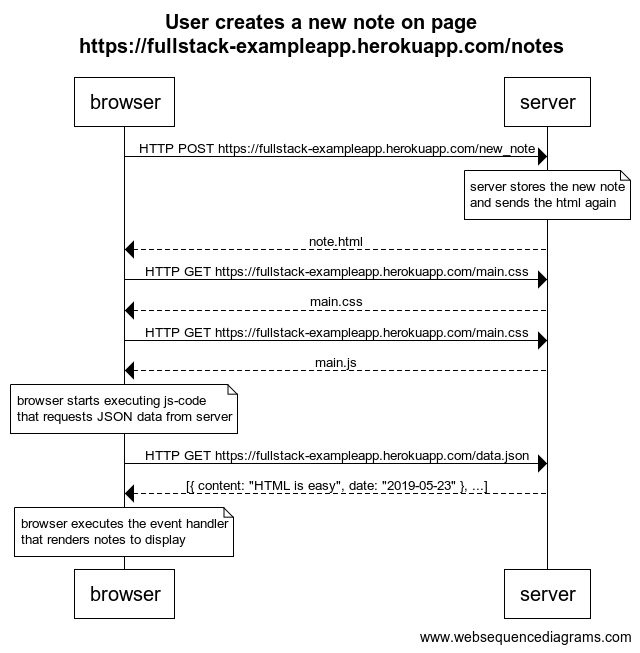 User creates a new note on page
https://fullstack-exampleapp.herokuapp.com/notes
browser
server
HTTP POST https://fullstack-exampleapp.herokuapp.com/new_note
server stores the new note
and sends the html again
note.html
HTTP GET https://fullstack-exampleapp.herokuapp.com/main.css
main.css
HTTP GET https://fullstack-exampleapp.herokuapp.com/main.css
main.js
browser starts executing js-code
that requests JSON data from server
HTTP GET https://fullstack-exampleapp.herokuapp.com/data.json
[{ content: "HTML is easy", date: "2019-05-23" }, ...]
browser executes the event handler
that renders notes to display
browser
server
www.websequencediagrams.com